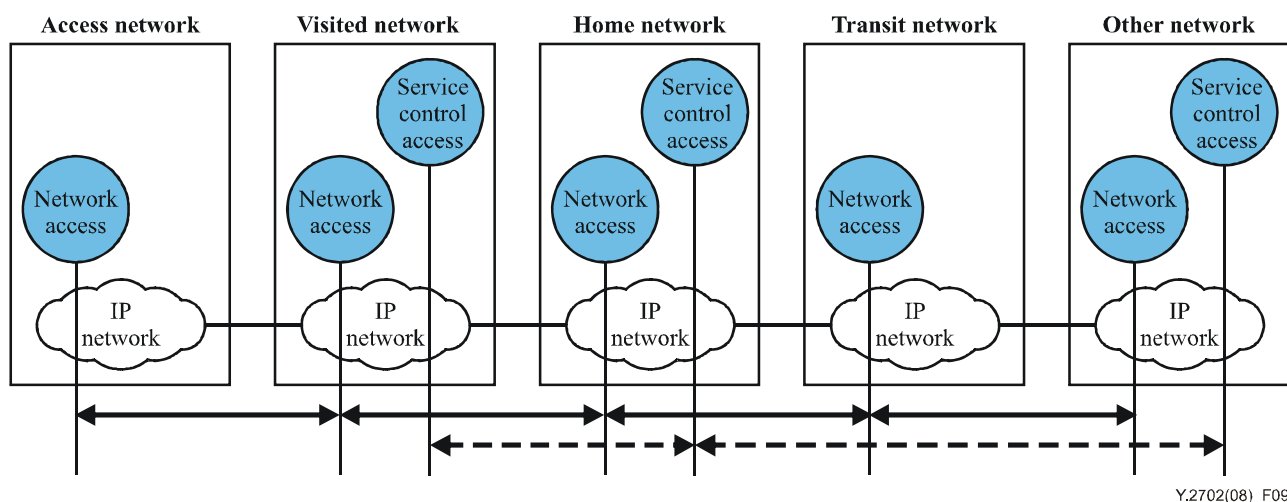 Access network
Visited network
Home network
Transit network
Other network
Service
control
access
Service
control
access
Service
control
access
Network
access
Network
access
Network
access
Network
access
Network
access
IP
network
IP
network
IP
network
IP
network
IP
network
Y.2702(08)_F09